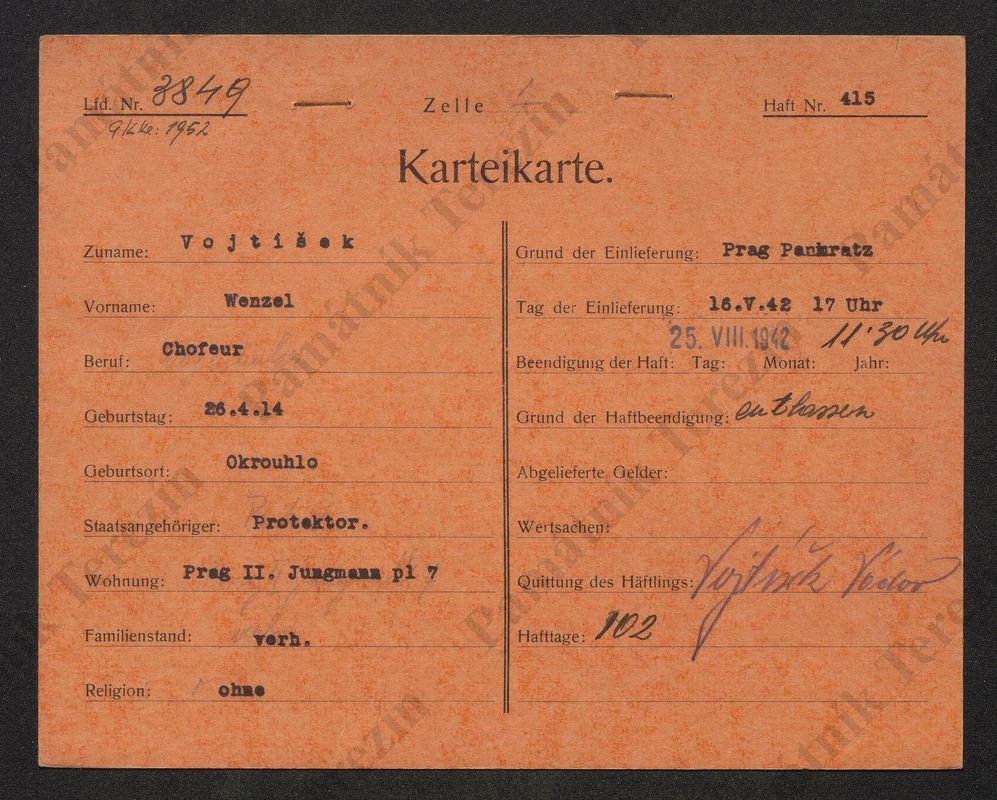 Lfd. Nr. 3849
Zelle
Haft Nr. 415
1952
Karteikarte.
Zuname: Vojtíšek
Vorname: Wenzel
Beruf: Chofeur
Geburtstag: 26.4.14
Geburtsort: Okrouhlo
Staatsangehöriger: Protektor.
Wohnung: Prag II. Jungmann pl 7
Familienstand: verh.
Religion: ohne
Grund der Einlieferung: Prag Pankratz
Tag der Einlieferung: 16.V.42 17 Uhr
25. VIII. 1942 11·30 Uhr
Beendigung der Haft: Tag: Monat: Jahr:
Grund der Haftbeendigung: entlassen
Abgelieferte Gelder:
Wertsachen:
Quittung des Häftlings: Vojtíšek Václav
Hafttage: 102
Památník Terezín